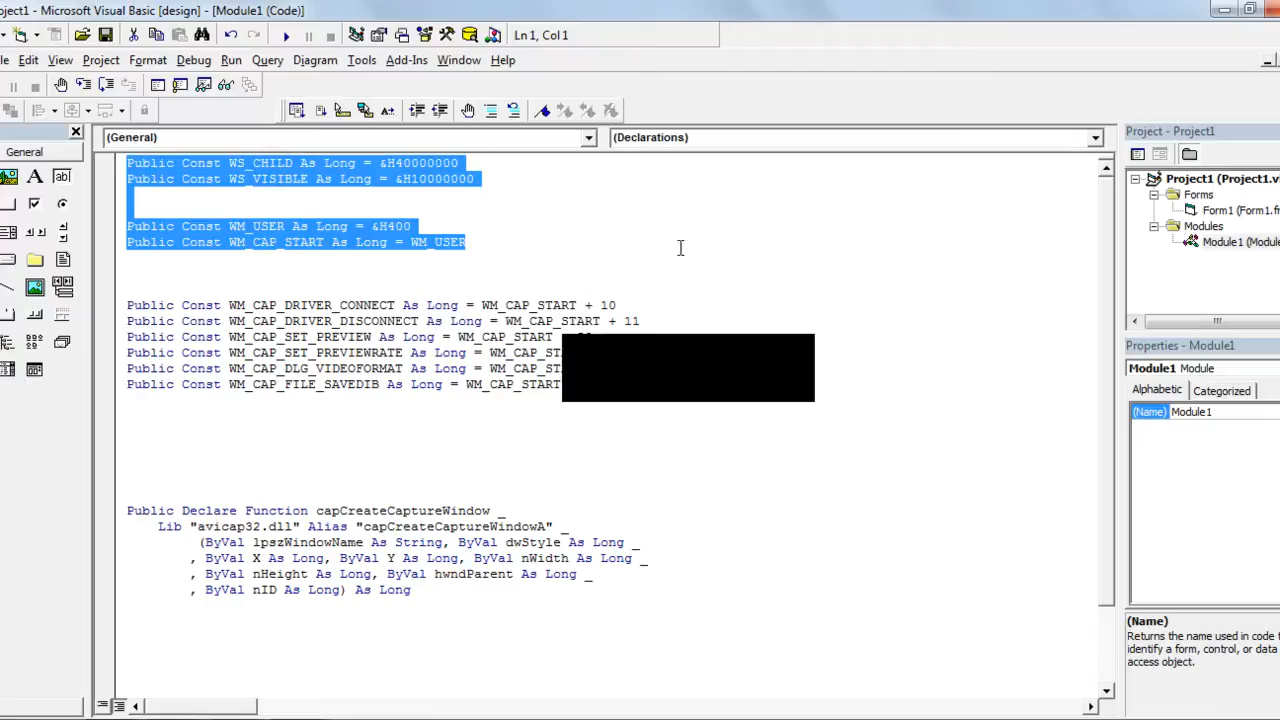 oject1 - Microsoft Visual Basic [design] - [Module1 (Code)]
Ln 1, Col 1
le Edit View Project Format Debug Run Query Diagram Tools Add-Ins Window Help
General
(General) (Declarations)
Public Const WS_CHILD As Long = &H40000000
Public Const WS_VISIBLE As Long = &H10000000
Public Const WM_USER As Long = &H400
Public Const WM_CAP_START As Long = WM_USER
Public Const WM_CAP_DRIVER_CONNECT As Long = WM_CAP_START + 10
Public Const WM_CAP_DRIVER_DISCONNECT As Long = WM_CAP_START + 11
Public Const WM_CAP_SET_PREVIEW As Long = WM_CAP_START
Public Const WM_CAP_SET_PREVIEWRATE As Long = WM_CAP_ST
Public Const WM_CAP_DLG_VIDEOFORMAT As Long = WM_CAP_ST
Public Const WM_CAP_FILE_SAVEDIB As Long = WM_CAP_START
Public Declare Function capCreateCaptureWindow _
Lib "avicap32.dll" Alias "capCreateCaptureWindowA" _
(ByVal lpszWindowName As String, ByVal dwStyle As Long _
, ByVal X As Long, ByVal Y As Long, ByVal nWidth As Long _
, ByVal nHeight As Long, ByVal hwndParent As Long _
, ByVal nID As Long) As Long
Project - Project1
Project1 (Project1.v
Forms
Form1 (Form1.fr
Modules
Module1 (Modul
Properties - Module1
Module1 Module
Alphabetic Categorized
(Name) Module1
(Name)
Returns the name used in code t
identify a form, control, or data
access object.